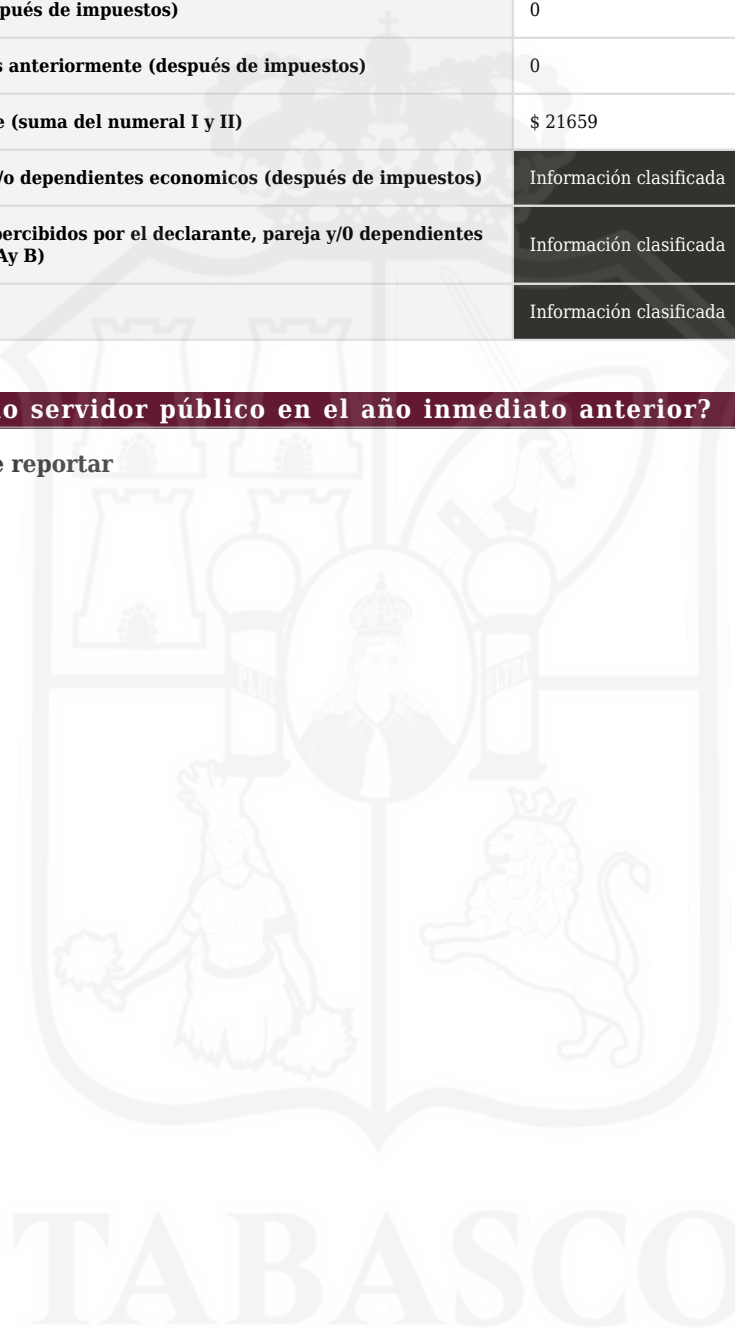 pués de impuestos)
0
s anteriormente (después de impuestos)
0
e (suma del numeral I y II)
$ 21659
/o dependientes economicos (después de impuestos)
Información clasificada
percibidos por el declarante, pareja y/0 dependientes
Ay B)
Información clasificada
Información clasificada
o servidor público en el año inmediato anterior?
e reportar
PLUS
ULTRA
TABASCO